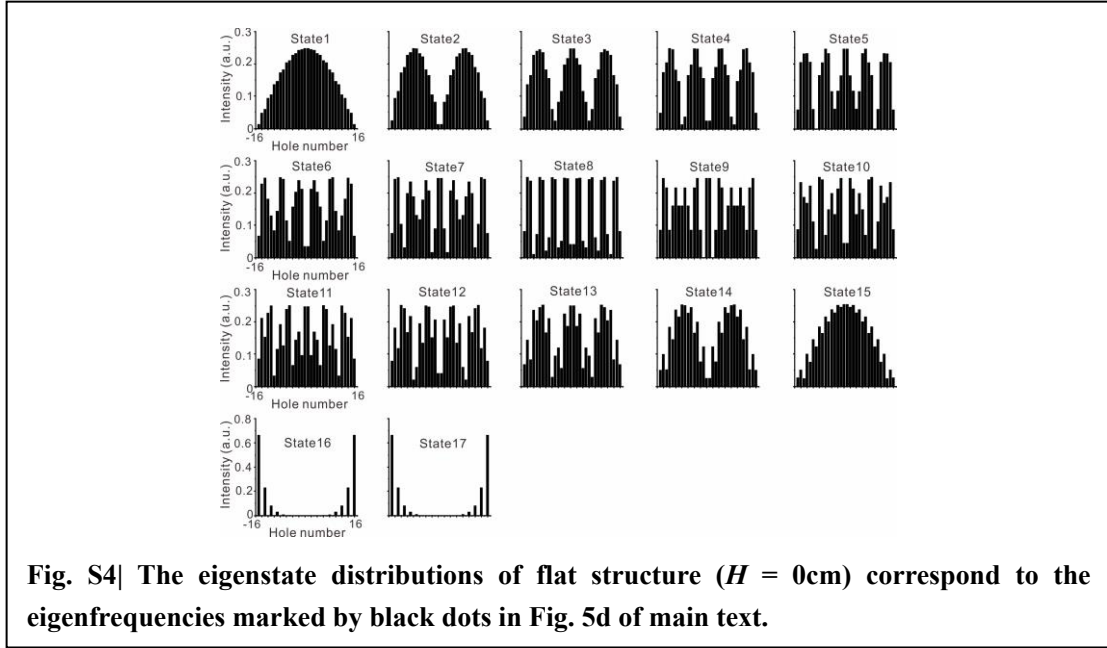 State1 State2 State3 State4 State5
Intensity (a.u.)
0.3
0.2
0.1
0
-16 16
Hole number
State6 State7 State8 State9 State10
Intensity (a.u.)
0.3
0.2
0.1
0
-16 16
Hole number
State11 State12 State13 State14 State15
Intensity (a.u.)
0.3
0.2
0.1
0
-16 16
Hole number
State16 State17
Intensity (a.u.)
0.8
0.6
0.4
0.2
0
-16 16
Hole number
Fig. S4| The eigenstate distributions of flat structure (H = 0cm) correspond to the
eigenfrequencies marked by black dots in Fig. 5d of main text.